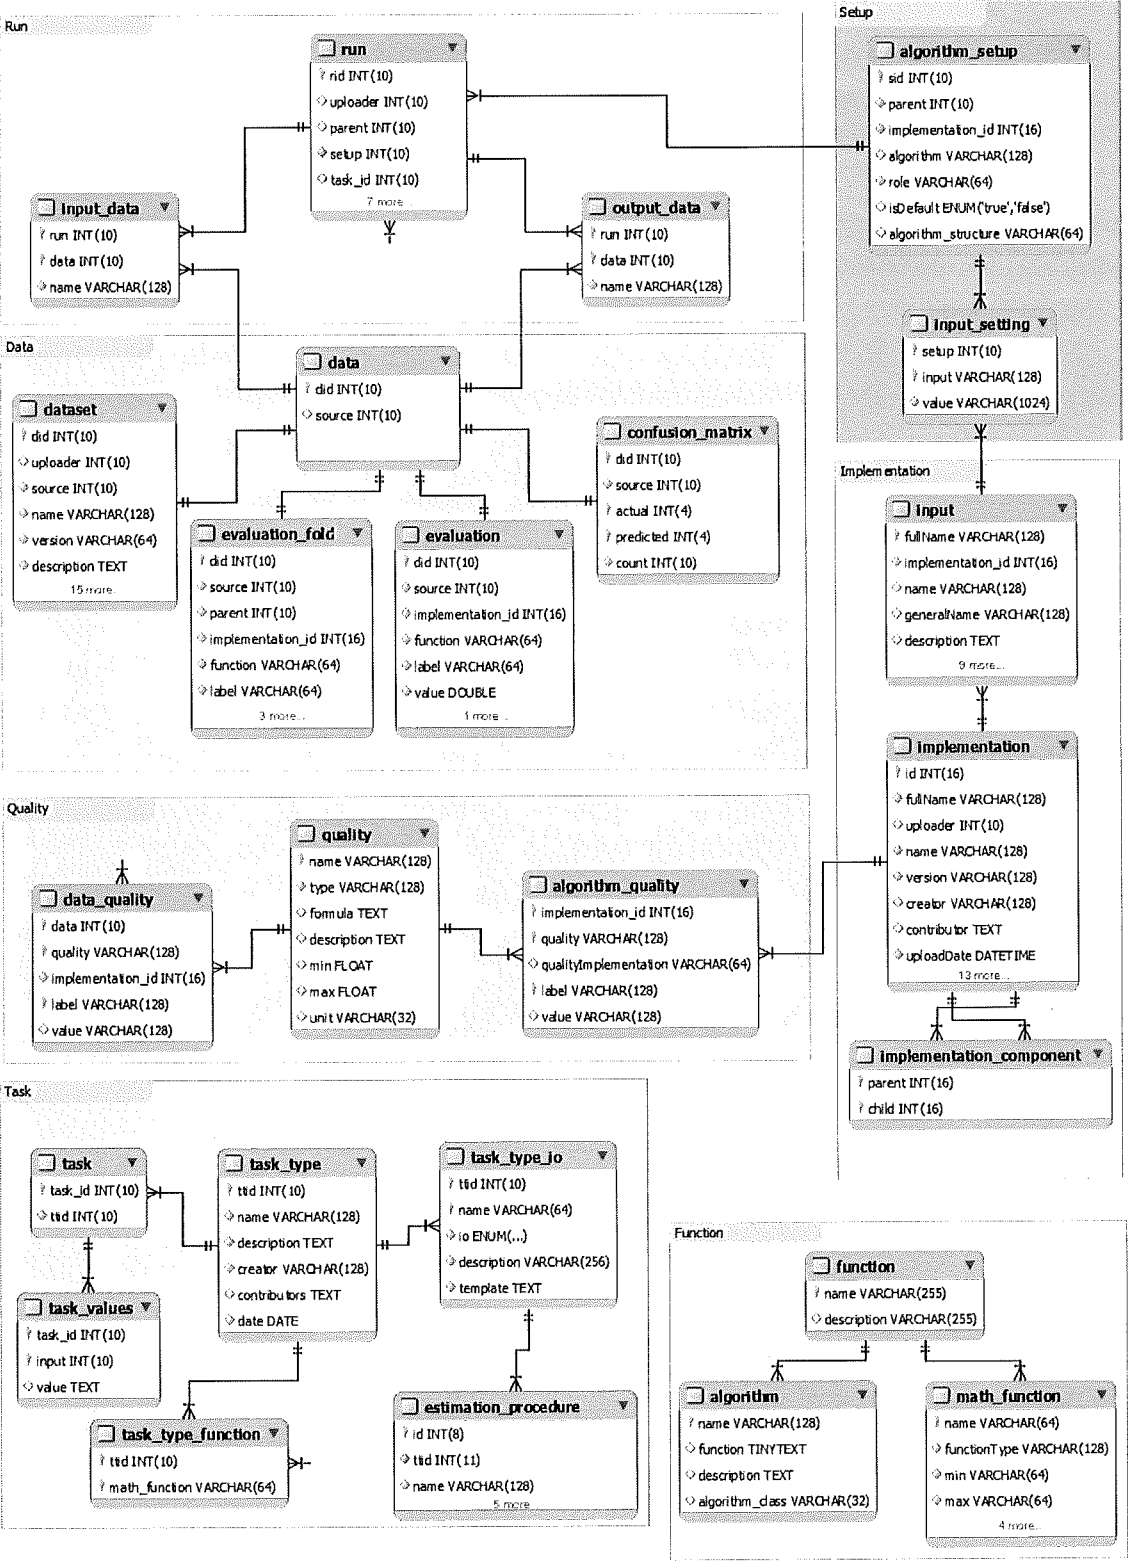 Run
run
rid INT(10)
uploader INT(10)
parent INT(10)
setup INT(10)
task_id INT(10)
7 more...
input_data
run INT(10)
data INT(10)
name VARCHAR(128)
output_data
run INT(10)
data INT(10)
name VARCHAR(128)
Setup
algorithm_setup
sid INT(10)
parent INT(10)
implementation_id INT(16)
algorithm VARCHAR(128)
role VARCHAR(64)
isDefault ENUM('true','false')
algorithm_structure VARCHAR(64)
input_setting
setup INT(10)
input VARCHAR(128)
value VARCHAR(1024)
Data
data
did INT(10)
source INT(10)
dataset
did INT(10)
uploader INT(10)
source INT(10)
name VARCHAR(128)
version VARCHAR(64)
description TEXT
15 more...
evaluation_fold
did INT(10)
source INT(10)
parent INT(10)
implementation_id INT(16)
function VARCHAR(64)
label VARCHAR(64)
3 more...
evaluation
did INT(10)
source INT(10)
implementation_id INT(16)
function VARCHAR(64)
label VARCHAR(64)
value DOUBLE
1 more...
confusion_matrix
did INT(10)
source INT(10)
actual INT(4)
predicted INT(4)
count INT(10)
Implementation
input
fullName VARCHAR(128)
implementation_id INT(16)
name VARCHAR(128)
generalName VARCHAR(128)
description TEXT
9 more...
implementation
id INT(16)
fullName VARCHAR(128)
uploader INT(10)
name VARCHAR(128)
version VARCHAR(128)
creator VARCHAR(128)
contributor TEXT
uploadDate DATETIME
13 more...
implementation_component
parent INT(16)
child INT(16)
Quality
data_quality
data INT(10)
quality VARCHAR(128)
implementation_id INT(16)
label VARCHAR(128)
value VARCHAR(128)
quality
name VARCHAR(128)
type VARCHAR(128)
formula TEXT
description TEXT
min FLOAT
max FLOAT
unit VARCHAR(32)
algorithm_quality
implementation_id INT(16)
quality VARCHAR(128)
qualityImplementation VARCHAR(64)
label VARCHAR(128)
value VARCHAR(128)
Task
task
task_id INT(10)
ttid INT(10)
task_type
ttid INT(10)
name VARCHAR(128)
description TEXT
creator VARCHAR(128)
contributors TEXT
date DATE
task_type_io
ttid INT(10)
name VARCHAR(64)
io ENUM(...)
description VARCHAR(256)
template TEXT
task_values
task_id INT(10)
input INT(10)
value TEXT
task_type_function
ttid INT(10)
math_function VARCHAR(64)
estimation_procedure
id INT(8)
ttid INT(11)
name VARCHAR(128)
5 more...
Function
function
name VARCHAR(255)
description VARCHAR(255)
algorithm
name VARCHAR(128)
function TINYTEXT
description TEXT
algorithm_class VARCHAR(32)
math_function
name VARCHAR(64)
functionType VARCHAR(128)
min VARCHAR(64)
max VARCHAR(64)
4 more...